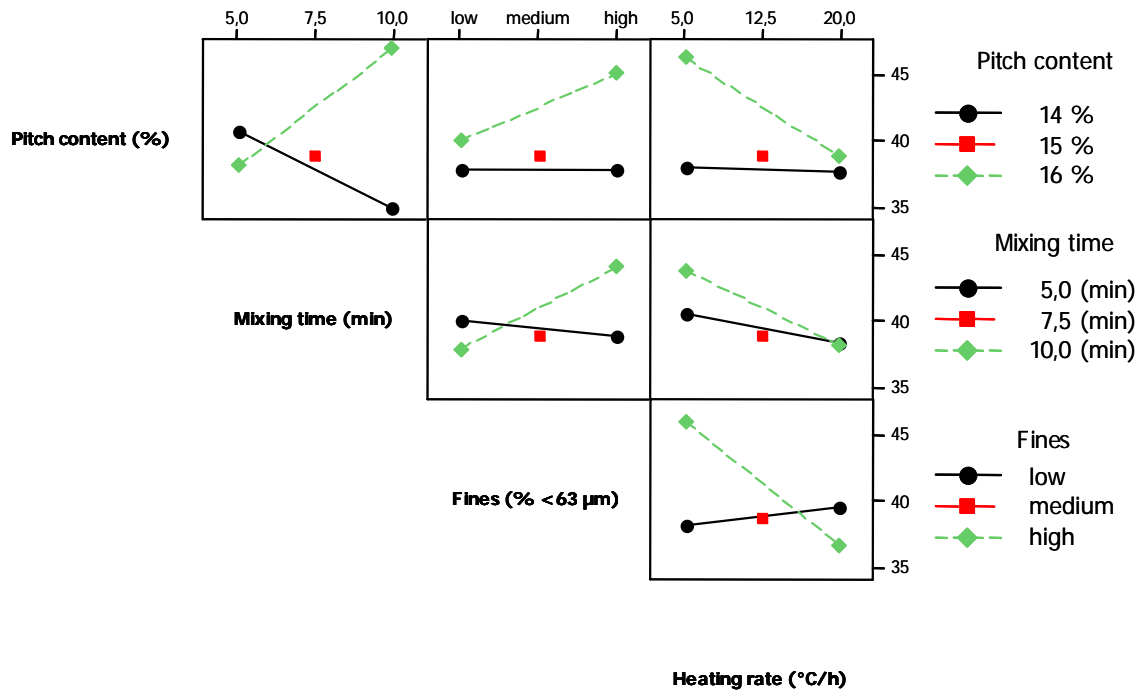 5,0 7,5 10,0 low medium high 5,0 12,5 20,0
Pitch content (%)
45
40
35
Pitch content
14 %
15 %
16 %
Mixing time (min)
45
40
35
Mixing time
5,0 (min)
7,5 (min)
10,0 (min)
Fines (% <63 µm)
45
40
35
Fines
low
medium
high
Heating rate (°C/h)